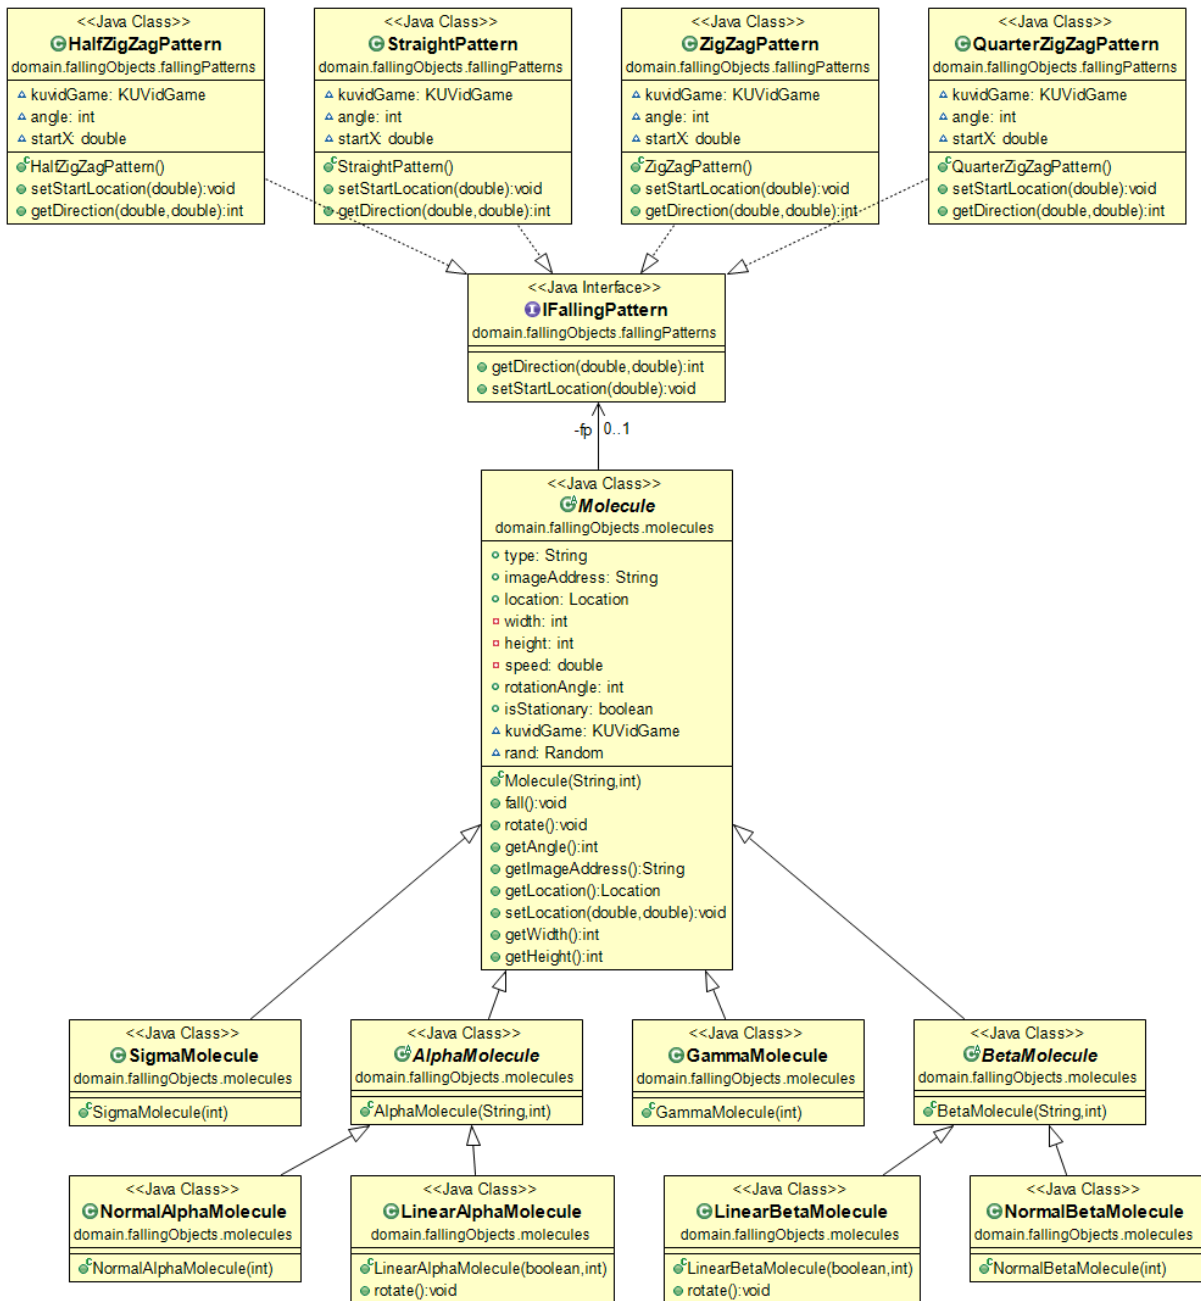 <<Java Class>>
HalfZigZagPattern
domain.fallingObjects.fallingPatterns
kuvidGame: KUVidGame
angle: int
startX: double
HalfZigZagPattern()
setStartLocation(double):void
getDirection(double,double):int
<<Java Class>>
StraightPattern
domain.fallingObjects.fallingPatterns
kuvidGame: KUVidGame
angle: int
startX: double
StraightPattern()
setStartLocation(double):void
getDirection(double,double):int
<<Java Class>>
ZigZagPattern
domain.fallingObjects.fallingPatterns
kuvidGame: KUVidGame
angle: int
startX: double
ZigZagPattern()
setStartLocation(double):void
getDirection(double,double):int
<<Java Class>>
QuarterZigZagPattern
domain.fallingObjects.fallingPatterns
kuvidGame: KUVidGame
angle: int
startX: double
QuarterZigZagPattern()
setStartLocation(double):void
getDirection(double,double):int
<<Java Interface>>
IFallingPattern
domain.fallingObjects.fallingPatterns
getDirection(double,double):int
setStartLocation(double):void
-fp 0..1
<<Java Class>>
Molecule
domain.fallingObjects.molecules
type: String
imageAddress: String
location: Location
width: int
height: int
speed: double
rotationAngle: int
isStationary: boolean
kuvidGame: KUVidGame
rand: Random
Molecule(String,int)
fall():void
rotate():void
getAngle():int
getImageAddress():String
getLocation():Location
setLocation(double,double):void
getWidth():int
getHeight():int
<<Java Class>>
SigmaMolecule
domain.fallingObjects.molecules
SigmaMolecule(int)
<<Java Class>>
AlphaMolecule
domain.fallingObjects.molecules
AlphaMolecule(String,int)
<<Java Class>>
GammaMolecule
domain.fallingObjects.molecules
GammaMolecule(int)
<<Java Class>>
BetaMolecule
domain.fallingObjects.molecules
BetaMolecule(String,int)
<<Java Class>>
NormalAlphaMolecule
domain.fallingObjects.molecules
NormalAlphaMolecule(int)
<<Java Class>>
LinearAlphaMolecule
domain.fallingObjects.molecules
LinearAlphaMolecule(boolean,int)
rotate():void
<<Java Class>>
LinearBetaMolecule
domain.fallingObjects.molecules
LinearBetaMolecule(boolean,int)
rotate():void
<<Java Class>>
NormalBetaMolecule
domain.fallingObjects.molecules
NormalBetaMolecule(int)